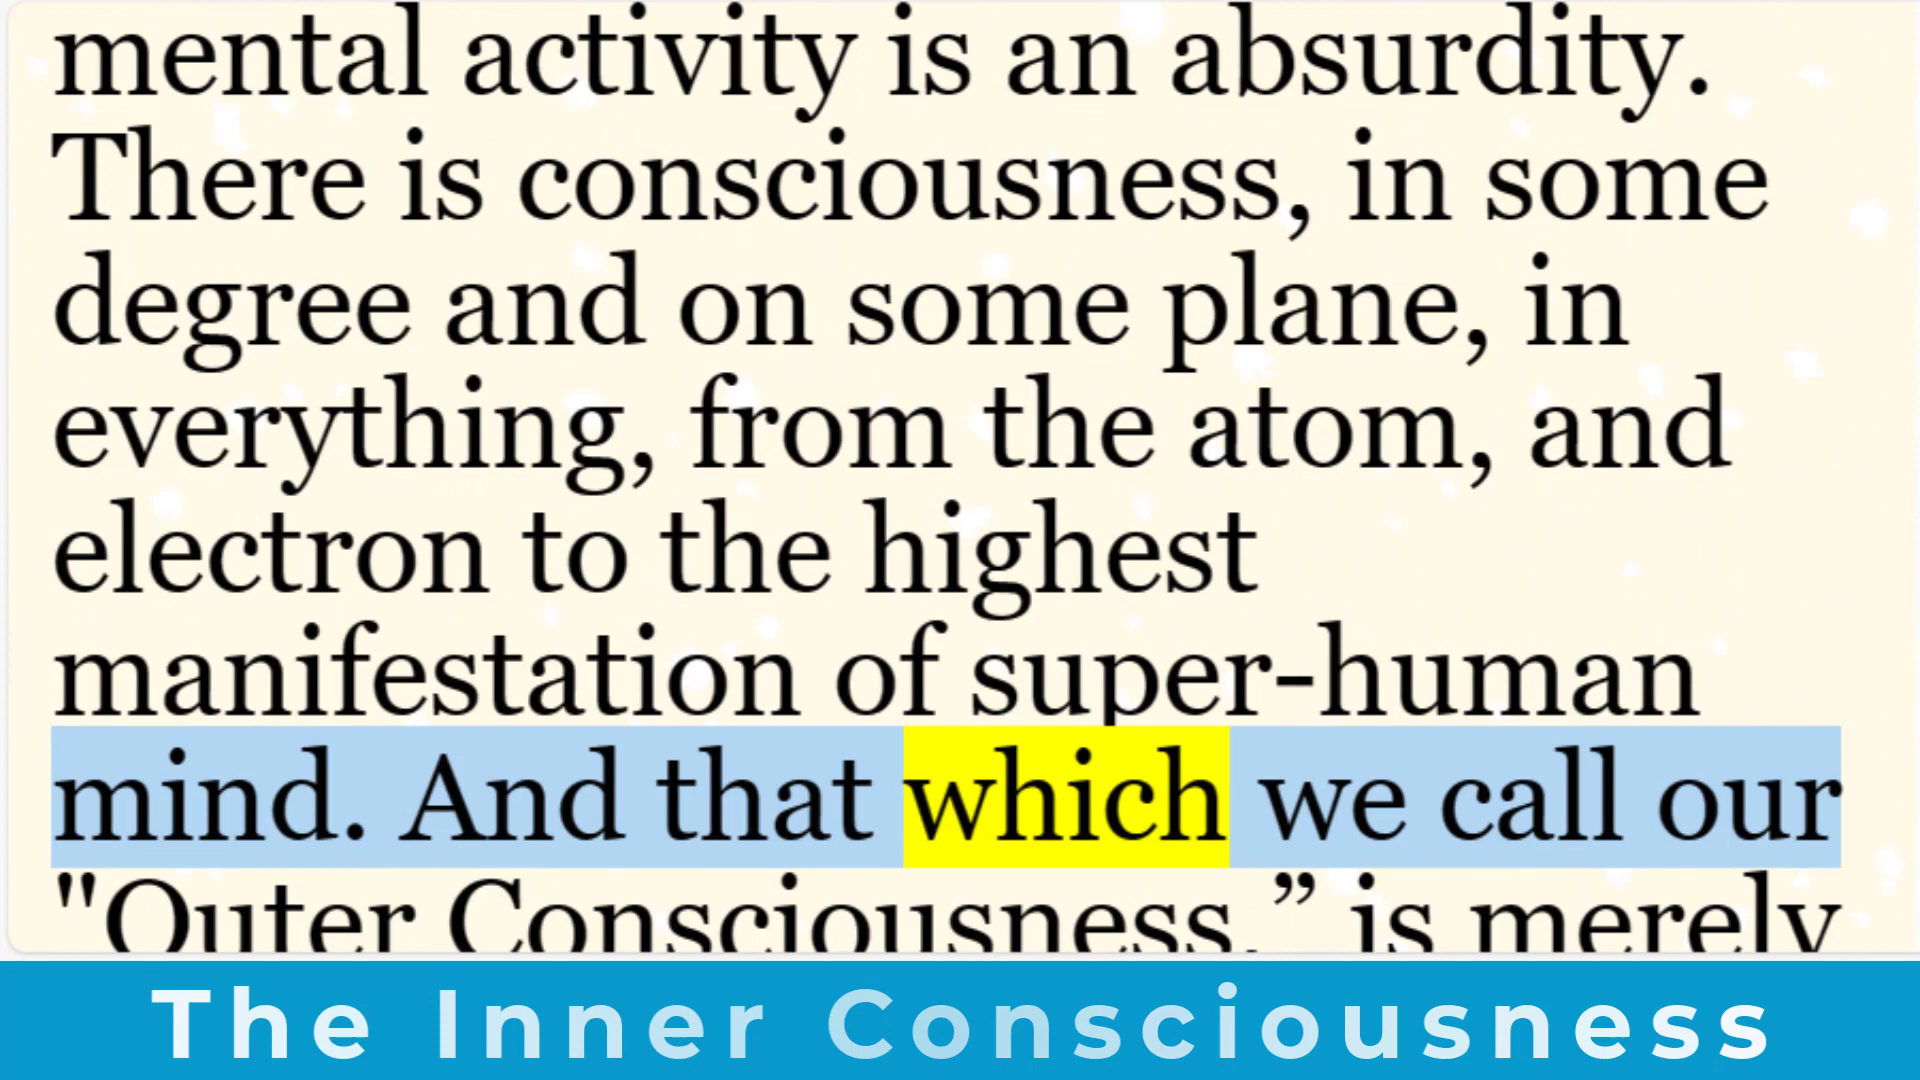 mental activity is an absurdity.
There is consciousness, in some
degree and on some plane, in
everything, from the atom, and
electron to the highest
manifestation of super-human
mind. And that which we call our
"Outer Consciousness,” is merely
The Inner Consciousness